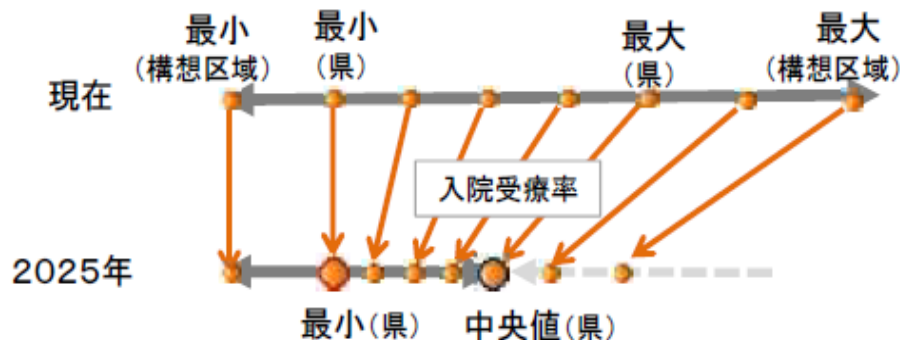 最小
(構想区域)
最小
(県)
最大
(県)
最大
(構想区域)
現在
入院受療率
2025年
最小(県)
中央値(県)